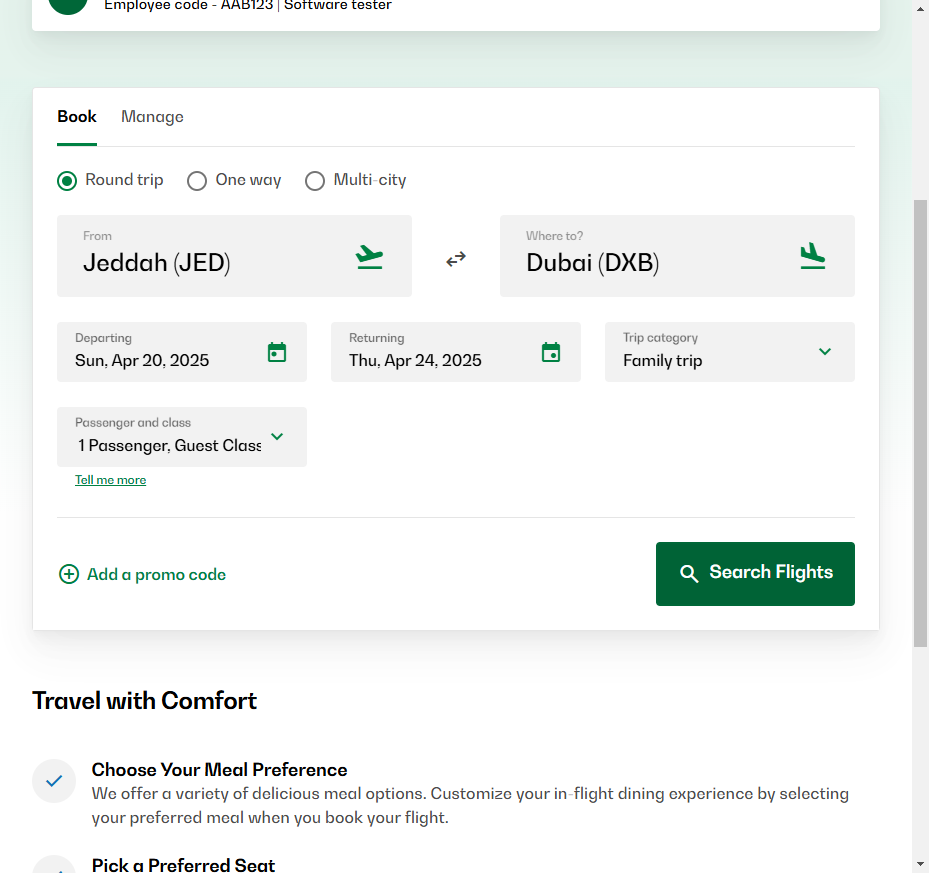 Employee code - AAB123 | Software tester
Book
Manage
Round trip
One way
Multi-city
From
Jeddah (JED)
Where to?
Dubai (DXB)
Departing
Sun, Apr 20, 2025
Returning
Thu, Apr 24, 2025
Trip category
Family trip
Passenger and class
1 Passenger, Guest Class
Tell me more
Add a promo code
Search Flights
Travel with Comfort
Choose Your Meal Preference
We offer a variety of delicious meal options. Customize your in-flight dining experience by selecting
your preferred meal when you book your flight.
Pick a Preferred Seat